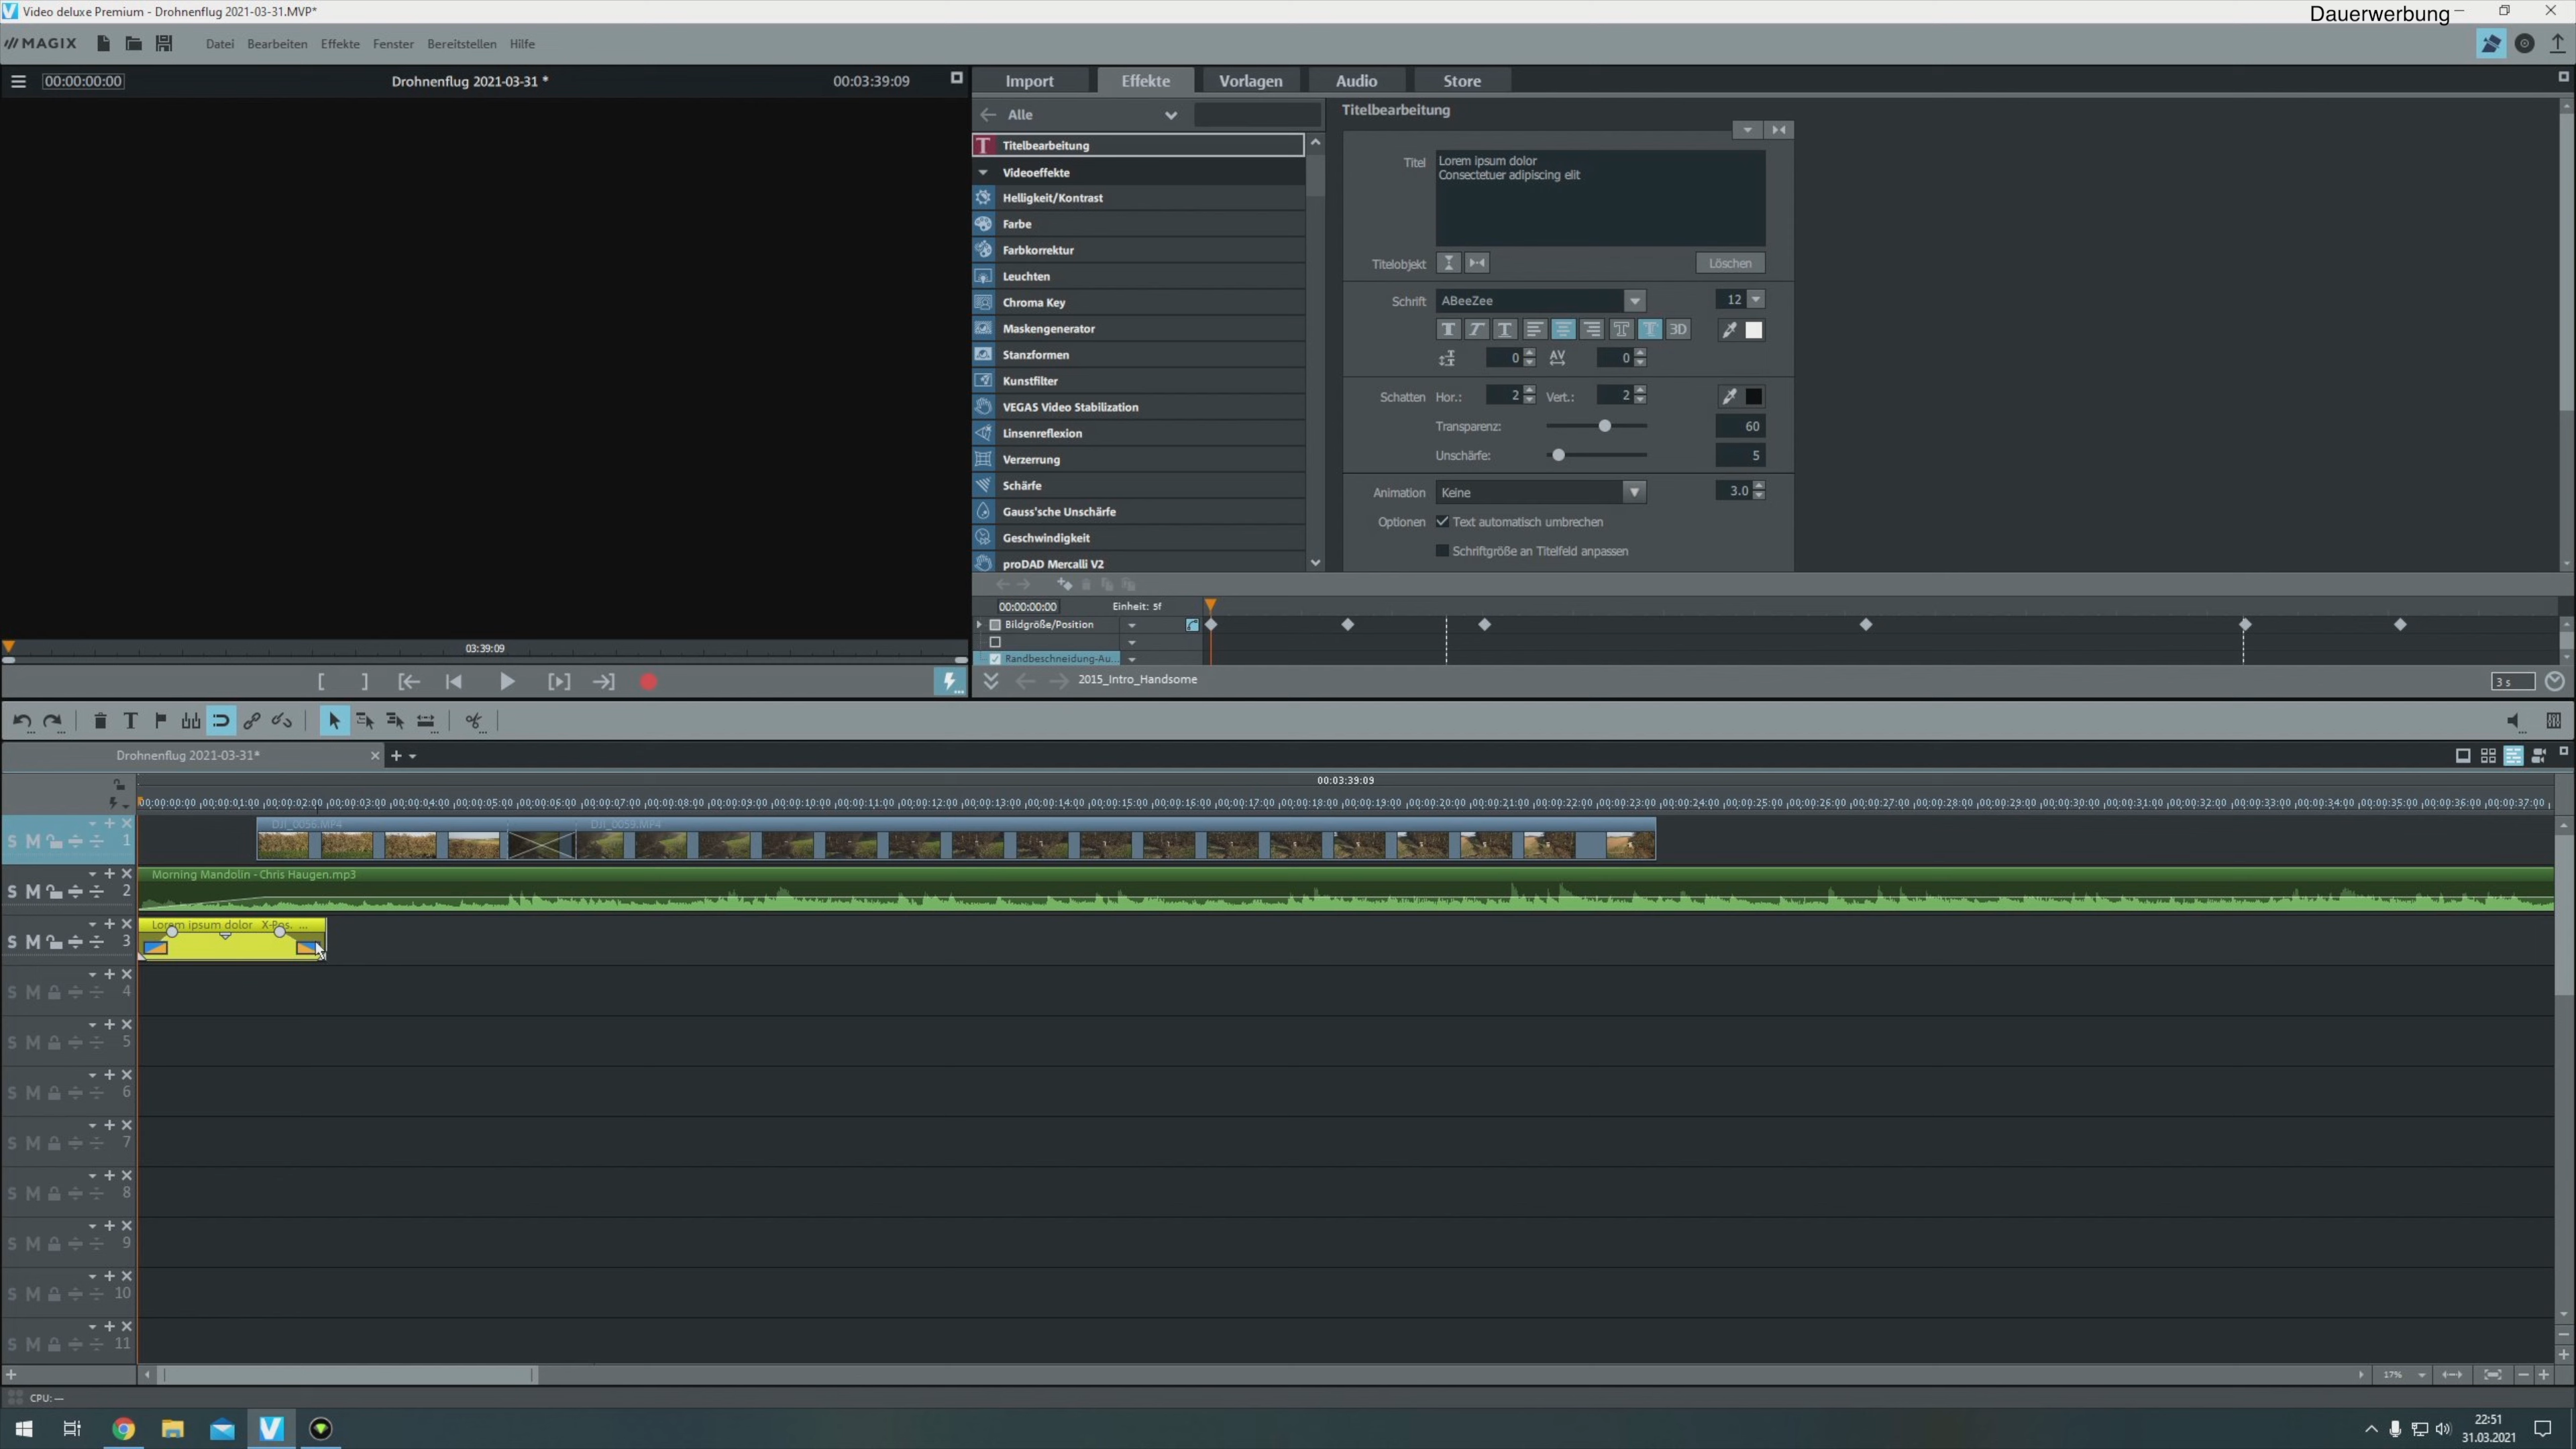 Video deluxe Premium - Drohnenflug 2021-03-31.MVP*
Dauerwerbung
MAGIX
Datei Bearbeiten Effekte Fenster Bereitstellen Hilfe
00:00:00:00
Drohnenflug 2021-03-31 *
00:03:39:09
Import Effekte Vorlagen Audio Store
Alle
Titelbearbeitung
Titelbearbeitung
Videoeffekte
Helligkeit/Kontrast
Farbe
Farbkorrektur
Leuchten
Chroma Key
Maskengenerator
Stanzformen
Kunstfilter
VEGAS Video Stabilization
Linsenreflexion
Verzerrung
Schärfe
Gauss'sche Unschärfe
Geschwindigkeit
proDAD Mercalli V2
Titel
Lorem ipsum dolor
Consectetuer adipiscing elit
Titelobjekt
Löschen
Schrift ABeeZee 12
3D
0 AV 0
Schatten Hor.: 2 Vert.: 2
Transparenz: 60
Unschärfe: 5
Animation Keine 3.0
Optionen Text automatisch umbrechen
Schriftgröße an Titelfeld anpassen
00:00:00:00 Einheit: 5f
Bildgröße/Position
Randbeschneidung-Au...
03:39:09
2015_Intro_Handsome
3 s
Drohnenflug 2021-03-31*
00:03:39:09
00:00:00:00 00:00:01:00 00:00:02:00 00:00:03:00 00:00:04:00 00:00:05:00 00:00:06:00 00:00:07:00 00:00:08:00 00:00:09:00 00:00:10:00 00:00:11:00 00:00:12:00 00:00:13:00 00:00:14:00 00:00:15:00 00:00:16:00 00:00:17:00 00:00:18:00 00:00:19:00 00:00:20:00 00:00:21:00 00:00:22:00 00:00:23:00 00:00:24:00 00:00:25:00 00:00:26:00 00:00:27:00 00:00:28:00 00:00:29:00 00:00:30:00 00:00:31:00 00:00:32:00 00:00:33:00 00:00:34:00 00:00:35:00 00:00:36:00 00:00:37:00
DJI_0056.MP4 DJI_0059.MP4
S M 1
Morning Mandolin - Chris Haugen.mp3
S M 2
Lorem ipsum dolor X-Pos. ...
S M 3
S M 4
S M 5
S M 6
S M 7
S M 8
S M 9
S M 10
S M 11
17%
CPU: —
22:51
31.03.2021